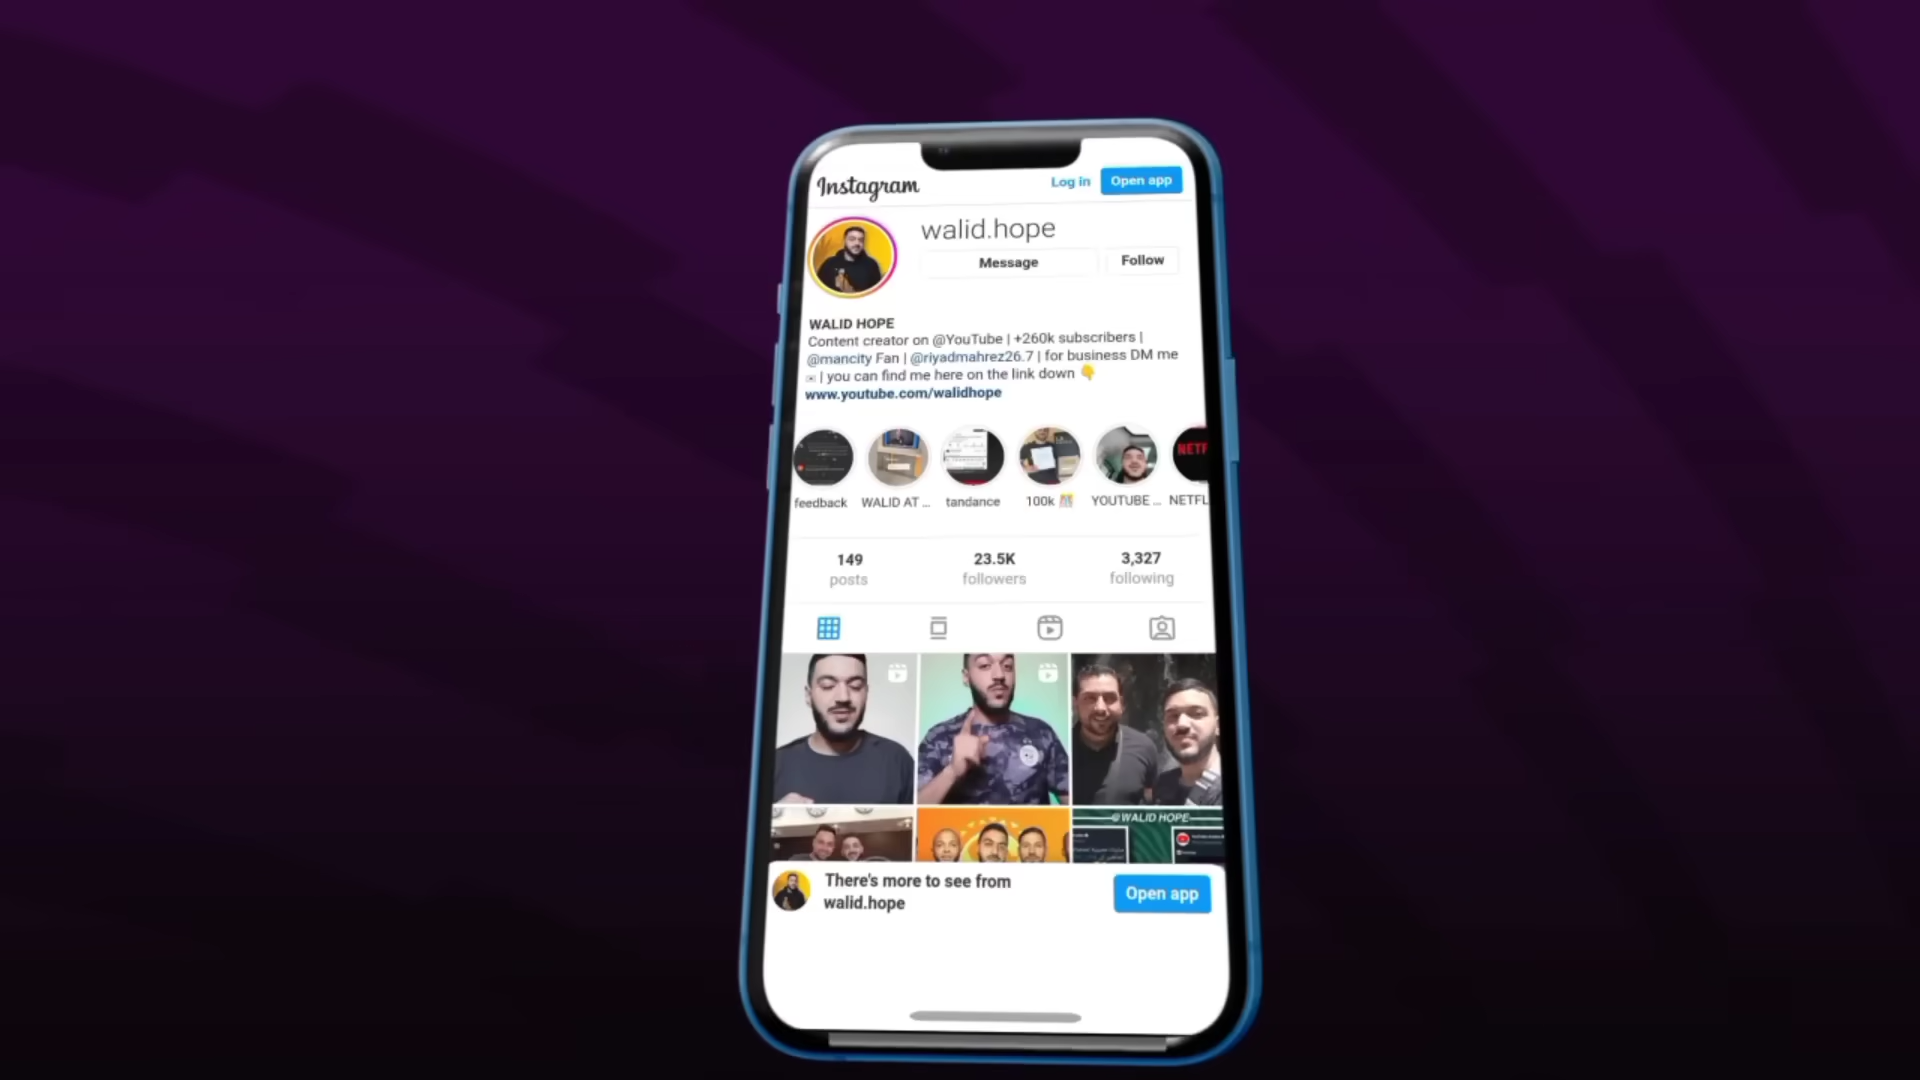 Instagram
Log in
Open app
walid.hope
Message
Follow
WALID HOPE
Content creator on @YouTube | +260k subscribers |
@mancity Fan | @riyadmahrez26.7 | for business DM me
✉️ | you can find me here on the link down 👇
www.youtube.com/walidhope
NETF
feedback
WALID AT ...
tandance
100k 🎊
YOUTUBE ...
NETFL
149
posts
23.5K
followers
3,327
following
@WALID HOPE
There's more to see from
walid.hope
Open app